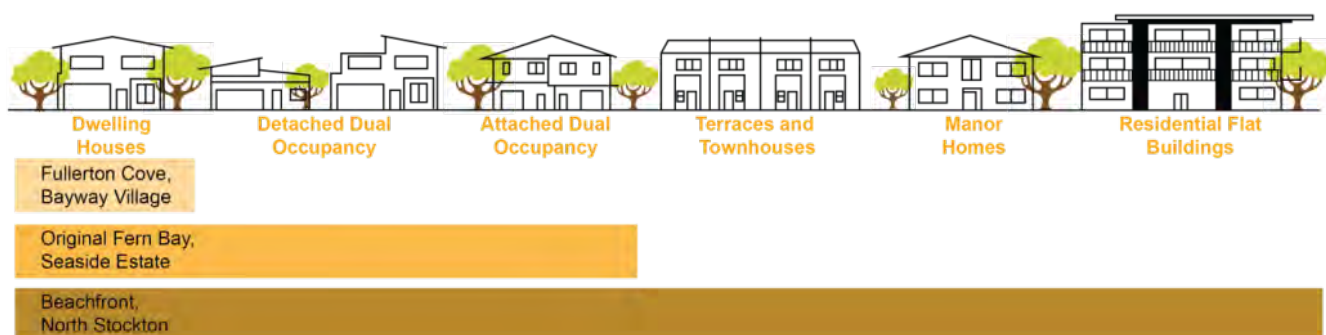 Dwelling
Houses
Detached Dual
Occupancy
Attached Dual
Occupancy
Terraces and
Townhouses
Manor
Homes
Residential Flat
Buildings
Fullerton Cove,
Bayway Village
Original Fern Bay,
Seaside Estate
Beachfront,
North Stockton